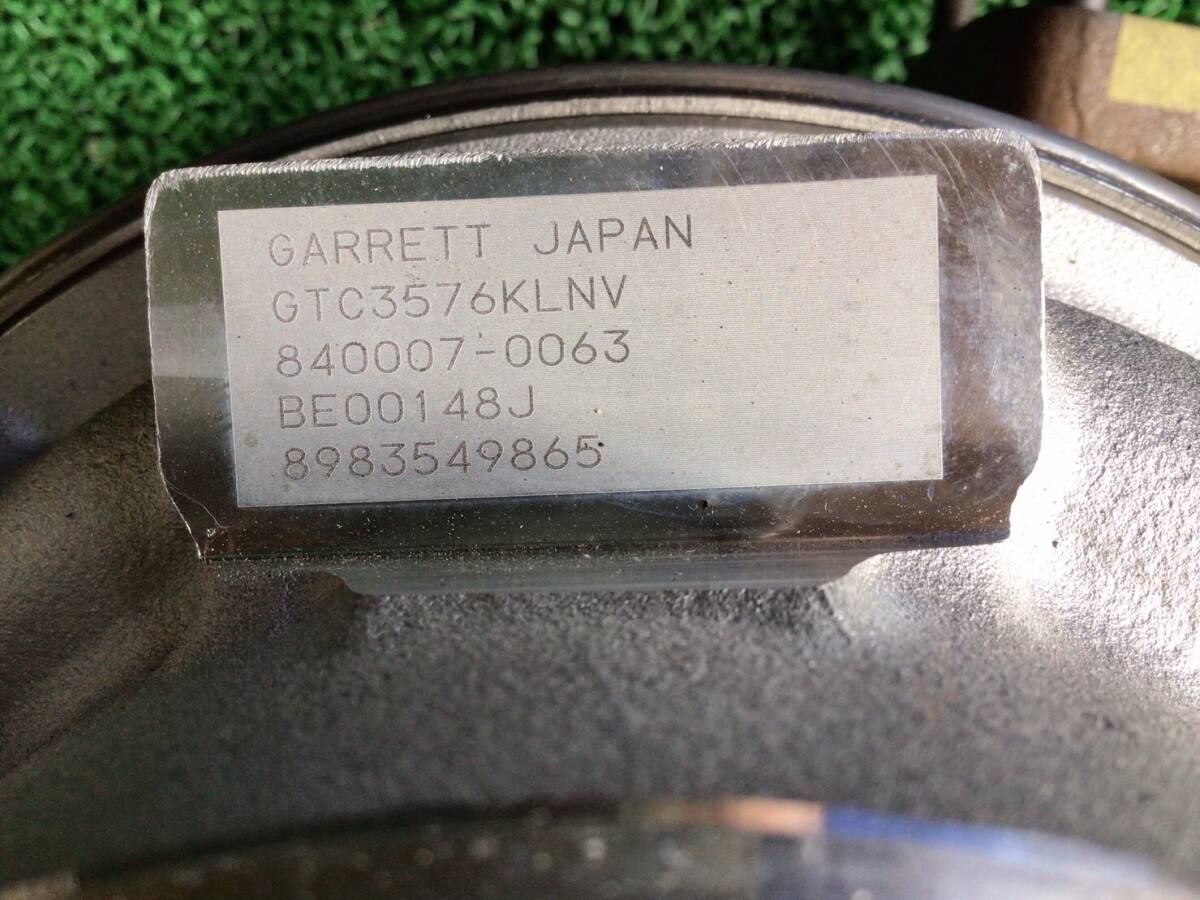 GARRETT JAPAN
GTC3576KLNV
840007-0063
BE00148J
8983549865